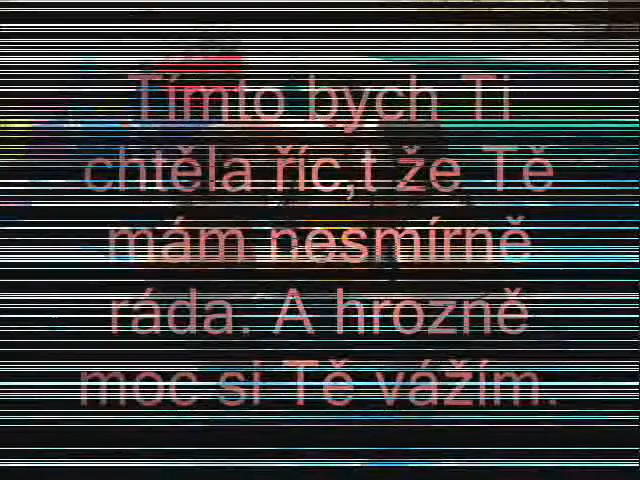 Tímto bych Ti
chtěla říc,t že Tě
mám nesmírně
ráda. A hrozně
moc si Tě vážím.